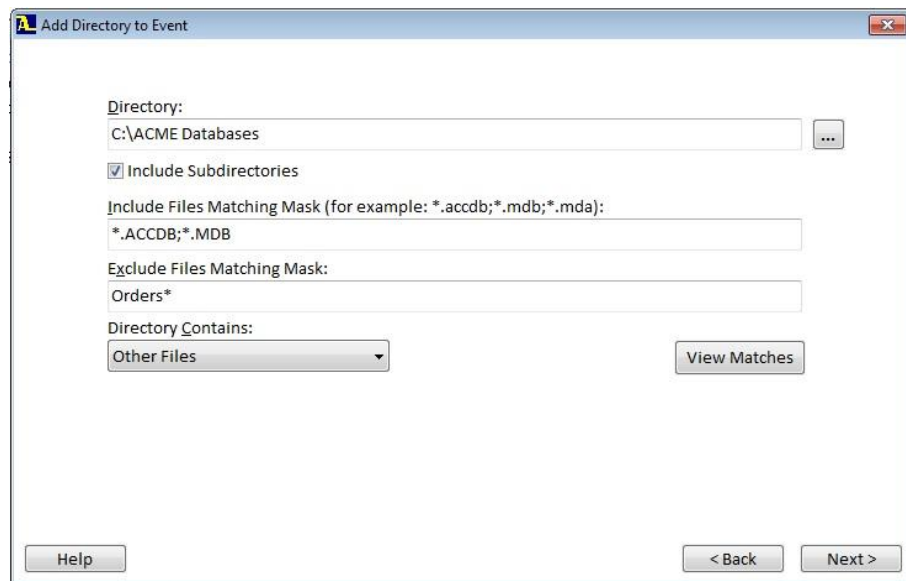 Add Directory to Event
Directory:
C:\ACME Databases
...
Include Subdirectories
Include Files Matching Mask (for example: *.accdb;*.mdb;*.mda):
*.ACCDB;*.MDB
Exclude Files Matching Mask:
Orders*
Directory Contains:
Other Files
View Matches
Help
< Back
Next >